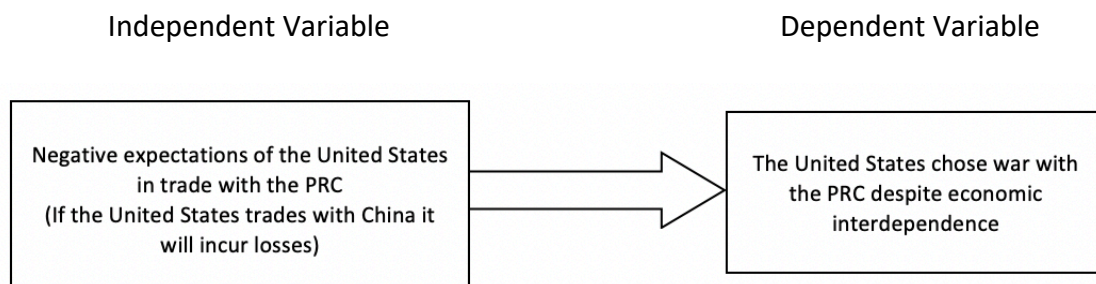 Independent Variable
Dependent Variable
Negative expectations of the United States
in trade with the PRC
(If the United States trades with China it
will incur losses)
The United States chose war with
the PRC despite economic
interdependence